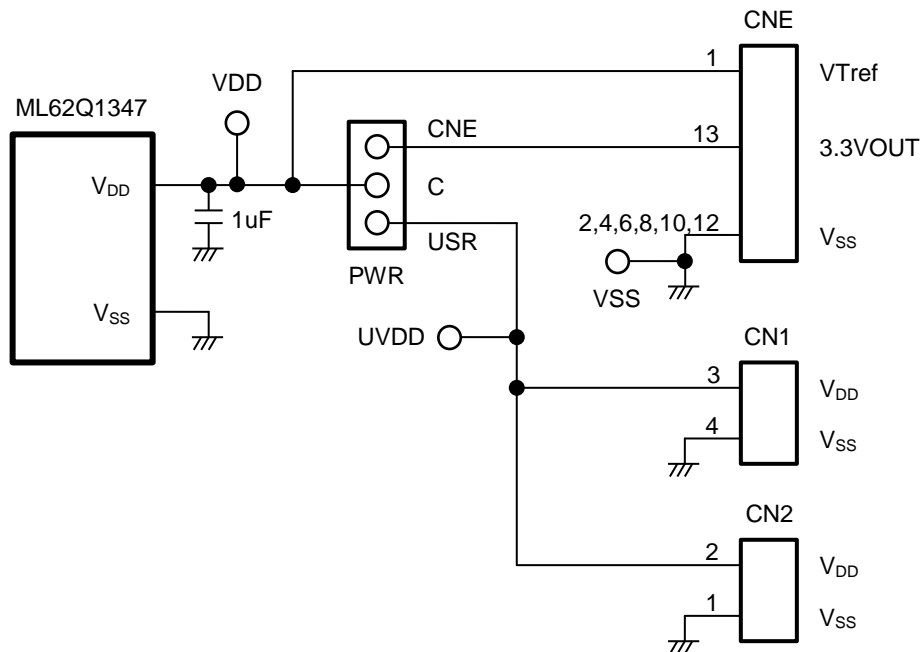 CNE
1
VTref
VDD
ML62Q1347
CNE
13
3.3VOUT
VDD
C
1uF
USR
2,4,6,8,10,12
VSS
PWR
VSS
VSS
UVDD
CN1
3
VDD
4
VSS
CN2
2
VDD
1
VSS